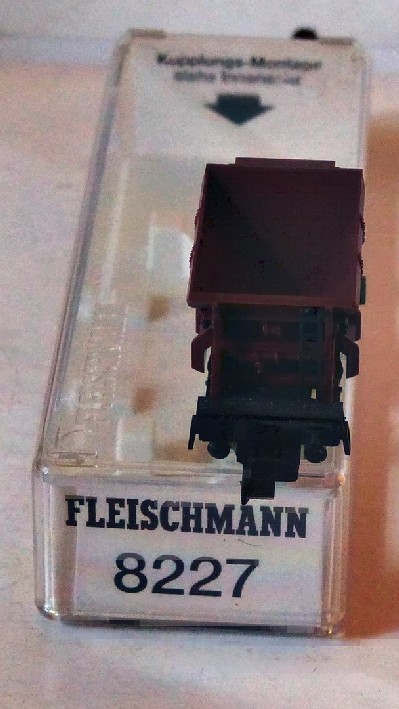 Kupplungs-Montage
siehe Innenseite
FLEISCHMANN
8227